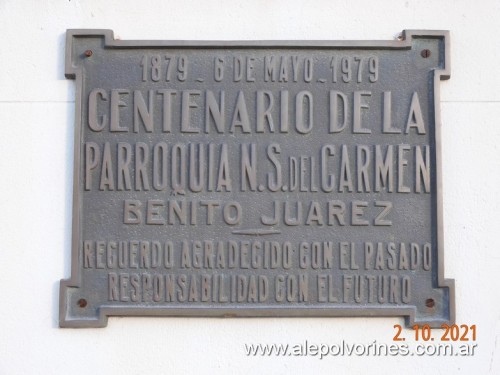 1879 - 6 DE MAYO - 1979
CENTENARIO DE LA
PARROQUIA N.S. DEL CARMEN
BENITO JUAREZ
RECUERDO AGRADECIDO CON EL PASADO
RESPONSABILIDAD CON EL FUTURO
2.10.2021
www.alepolvorines.com.ar